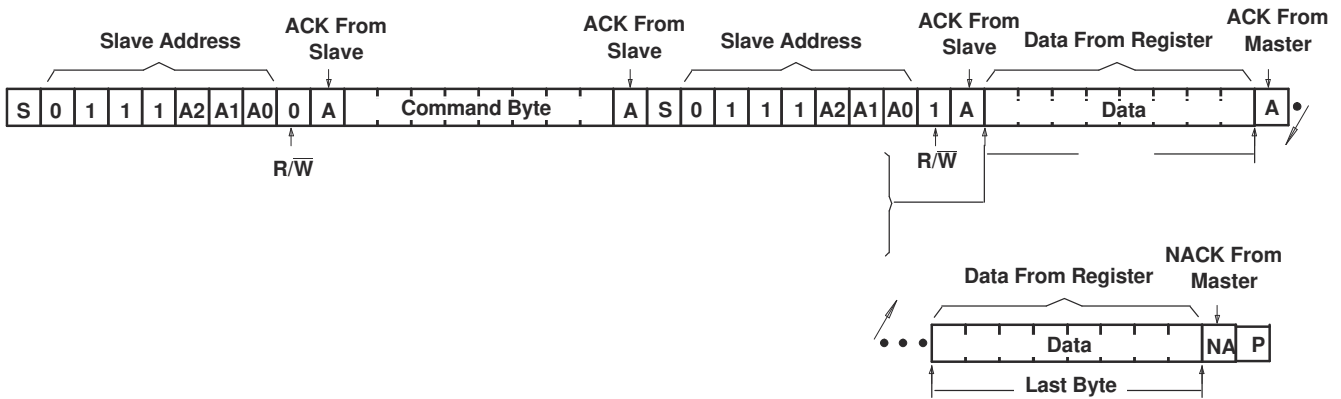 Slave Address
ACK From
Slave
ACK From
Slave
Slave Address
ACK From
Slave
Data From Register
ACK From
Master
S 0 1 1 1 A2 A1 A0 0 A Command Byte A S 0 1 1 1 A2 A1 A0 1 A Data A
R/W̅
R/W̅
Data From Register
NACK From
Master
Data NA P
Last Byte